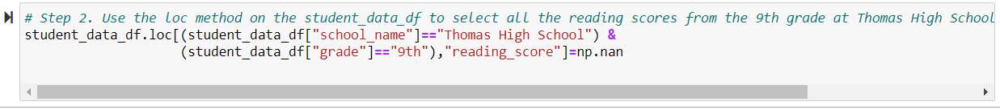 # Step 2. Use the loc method on the student_data_df to select all the reading scores from the 9th grade at Thomas High School
student_data_df.loc[(student_data_df["school_name"]=="Thomas High School") &
(student_data_df["grade"]=="9th"),"reading_score"]=np.nan